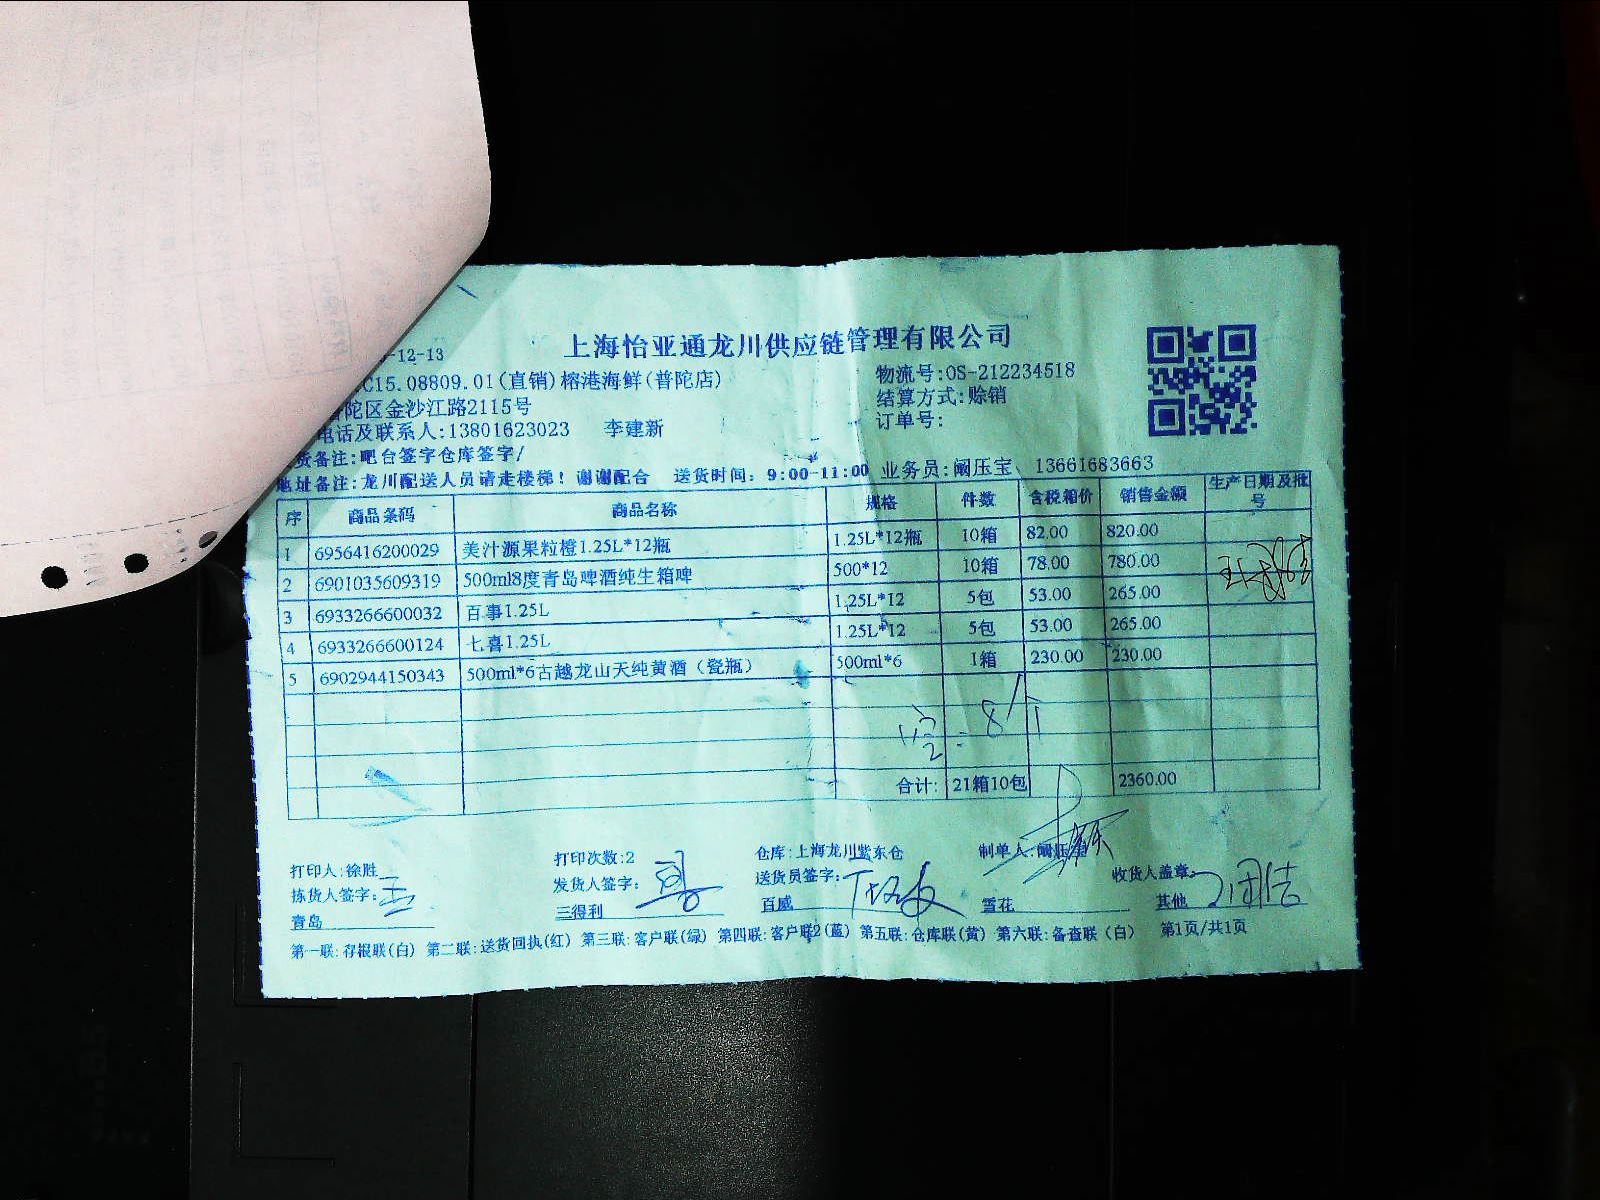 上海怡亚通龙川供应链管理有限公司
-12-13
C15.08809.01(直销)榕港海鲜(普陀店)
物流号:OS-212234518
陀区金沙江路2115号
结算方式:赊销
电话及联系人:13801623023 李建新
订单号:
货备注:吧台签字仓库签字/
地址备注:龙川配送人员请走楼梯！谢谢配合 送货时间：9:00-11:00 业务员:阚压宝、13661683663
序 商品条码 商品名称 规格 件数 含税箱价 销售金额 生产日期及批号
1 6956416200029 美汁源果粒橙1.25L*12瓶 1.25L*12瓶 10箱 82.00 820.00
2 6901035609319 500ml8度青岛啤酒纯生箱啤 500*12 10箱 78.00 780.00
3 6933266600032 百事1.25L 1.25L*12 5包 53.00 265.00
4 6933266600124 七喜1.25L 1.25L*12 5包 53.00 265.00
5 6902944150343 500ml*6古越龙山天纯黄酒（瓷瓶） 500ml*6 1箱 230.00 230.00
合计: 21箱10包 2360.00
打印人:徐胜 打印次数:2 仓库:上海龙川紫东仓 制单人:阚压宝
拣货人签字:王 发货人签字: 送货员签字: 收货人盖章:
青岛 三得利 百威 雪花 其他
第一联:存根联(白) 第二联:送货回执(红) 第三联:客户联(绿) 第四联:客户联2(蓝) 第五联:仓库联(黄) 第六联:备查联(白) 第1页/共1页